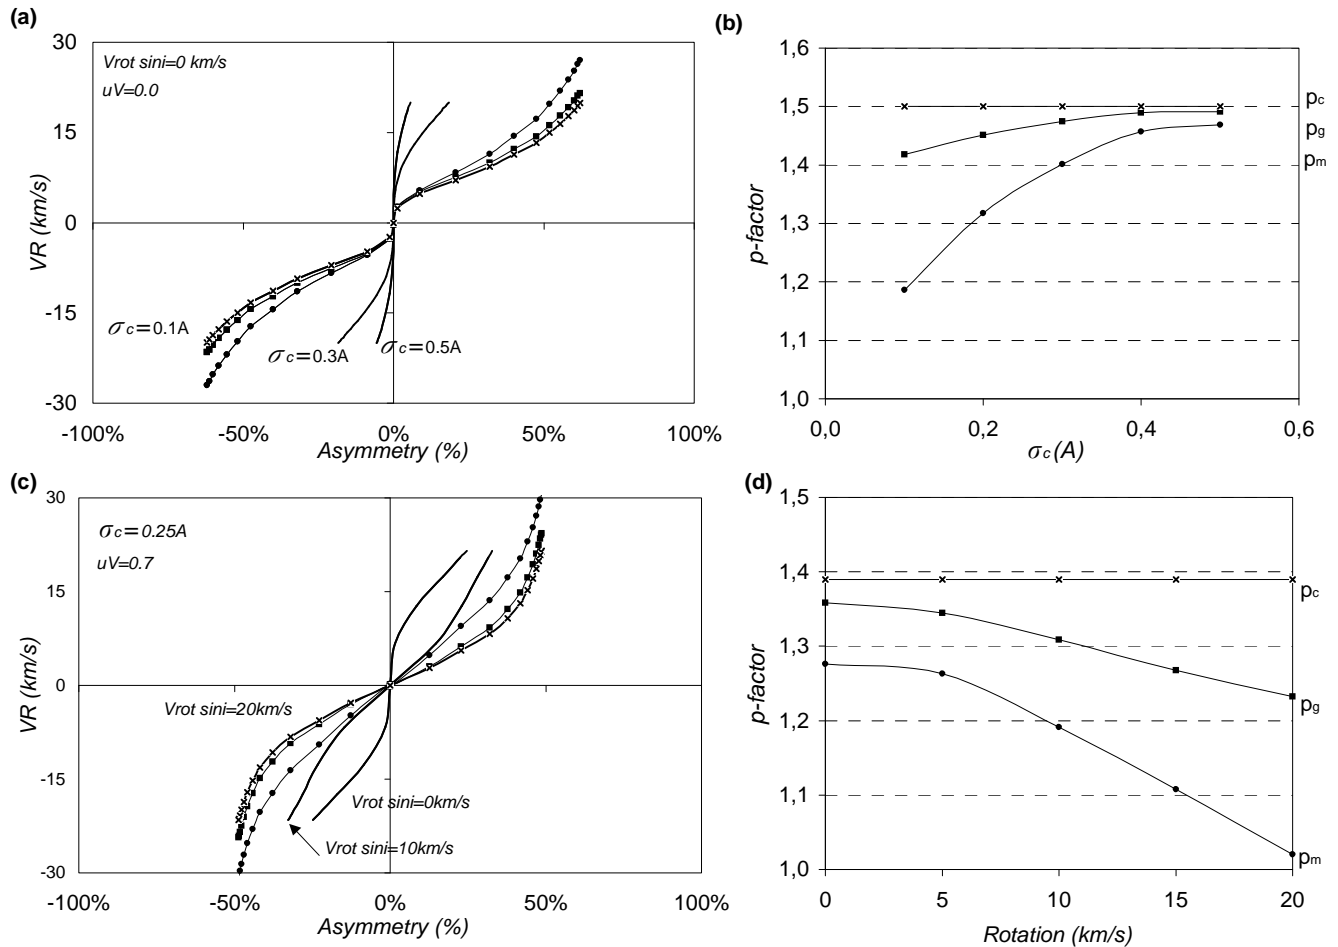 (a)
30
15
0
-15
-30
VR (km/s)
Vrot sini=0 km/s
uV=0.0
σc=0.1A
σc=0.3A
σc=0.5A
-100%
-50%
0%
50%
100%
Asymmetry (%)
(b)
1,6
1,5
1,4
1,3
1,2
1,1
1,0
p-factor
pc
pg
pm
0,0
0,2
0,4
0,6
σc(A)
(c)
30
15
0
-15
-30
VR (km/s)
σc=0.25A
uV=0.7
Vrot sini=20km/s
Vrot sini=0km/s
Vrot sini=10km/s
-100%
-50%
0%
50%
100%
Asymmetry (%)
(d)
1,5
1,4
1,3
1,2
1,1
1,0
p-factor
pc
pg
pm
0
5
10
15
20
Rotation (km/s)